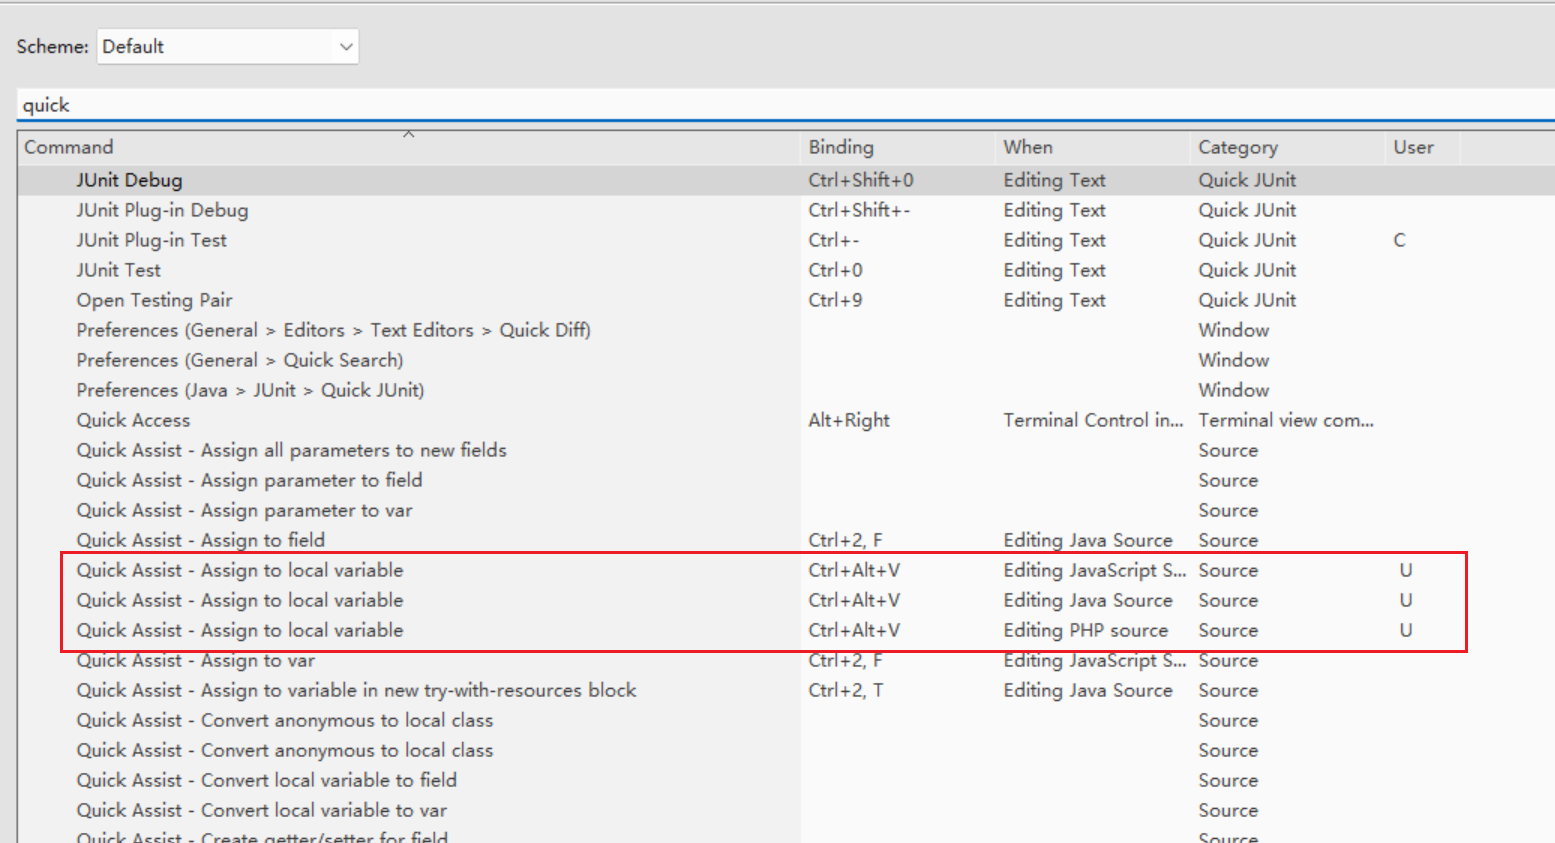 Scheme: Default
quick
Command Binding When Category User
JUnit Debug Ctrl+Shift+0 Editing Text Quick JUnit
JUnit Plug-in Debug Ctrl+Shift+- Editing Text Quick JUnit
JUnit Plug-in Test Ctrl+- Editing Text Quick JUnit C
JUnit Test Ctrl+0 Editing Text Quick JUnit
Open Testing Pair Ctrl+9 Editing Text Quick JUnit
Preferences (General > Editors > Text Editors > Quick Diff) Window
Preferences (General > Quick Search) Window
Preferences (Java > JUnit > Quick JUnit) Window
Quick Access Alt+Right Terminal Control in... Terminal view com...
Quick Assist - Assign all parameters to new fields Source
Quick Assist - Assign parameter to field Source
Quick Assist - Assign parameter to var Source
Quick Assist - Assign to field Ctrl+2, F Editing Java Source Source
Quick Assist - Assign to local variable Ctrl+Alt+V Editing JavaScript S... Source U
Quick Assist - Assign to local variable Ctrl+Alt+V Editing Java Source Source U
Quick Assist - Assign to local variable Ctrl+Alt+V Editing PHP source Source U
Quick Assist - Assign to var Ctrl+2, F Editing JavaScript S... Source
Quick Assist - Assign to variable in new try-with-resources block Ctrl+2, T Editing Java Source Source
Quick Assist - Convert anonymous to local class Source
Quick Assist - Convert anonymous to local class Source
Quick Assist - Convert local variable to field Source
Quick Assist - Convert local variable to var Source
Quick Assist - Create getter/setter for field Source